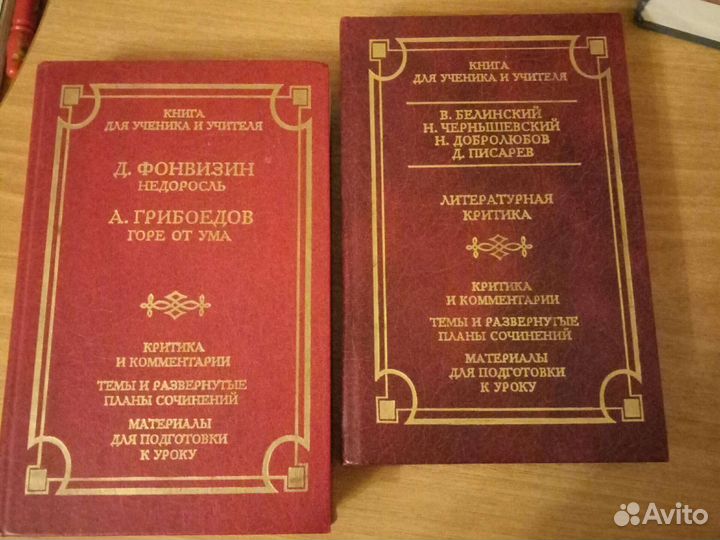 КНИГА
ДЛЯ УЧЕНИКА И УЧИТЕЛЯ
Д. ФОНВИЗИН
НЕДОРОСЛЬ
А. ГРИБОЕДОВ
ГОРЕ ОТ УМА
КРИТИКА
И КОММЕНТАРИИ
ТЕМЫ И РАЗВЕРНУТЫЕ
ПЛАНЫ СОЧИНЕНИЙ
МАТЕРИАЛЫ
ДЛЯ ПОДГОТОВКИ
К УРОКУ
КНИГА
ДЛЯ УЧЕНИКА И УЧИТЕЛЯ
В. БЕЛИНСКИЙ
Н. ЧЕРНЫШЕВСКИЙ
Н. ДОБРОЛЮБОВ
Д. ПИСАРЕВ
ЛИТЕРАТУРНАЯ
КРИТИКА
КРИТИКА
И КОММЕНТАРИИ
ТЕМЫ И РАЗВЕРНУТЫЕ
ПЛАНЫ СОЧИНЕНИЙ
МАТЕРИАЛЫ
ДЛЯ ПОДГОТОВКИ
К УРОКУ
Avito